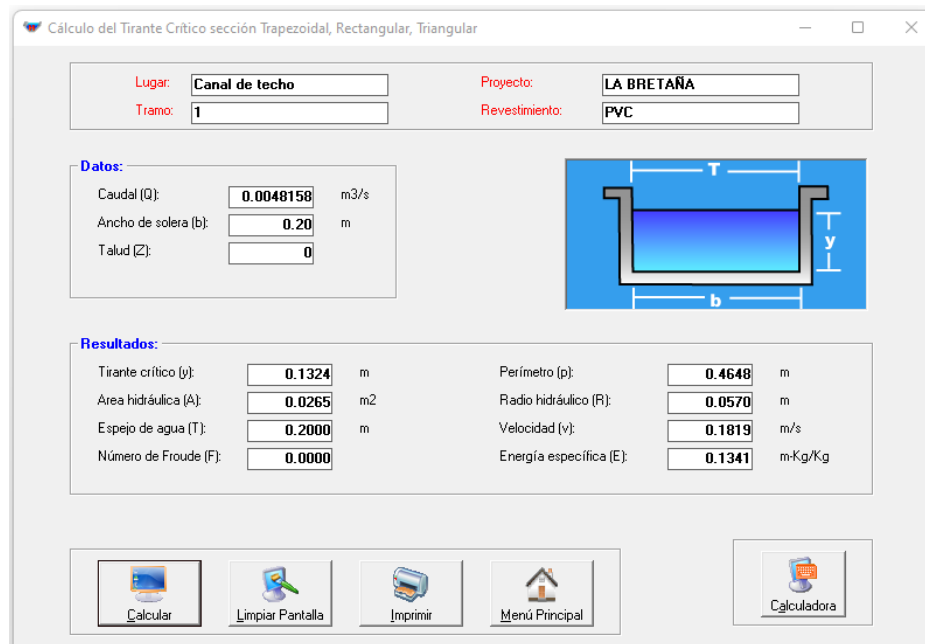 Cálculo del Tirante Crítico sección Trapezoidal, Rectangular, Triangular
Lugar: Canal de techo Proyecto: LA BRETAÑA
Tramo: 1 Revestimiento: PVC
Datos:
Caudal (Q): 0.0048158 m3/s
Ancho de solera (b): 0.20 m
Talud (Z): 0
T
y
b
Resultados:
Tirante crítico (y): 0.1324 m Perímetro (p): 0.4648 m
Area hidráulica (A): 0.0265 m2 Radio hidráulico (R): 0.0570 m
Espejo de agua (T): 0.2000 m Velocidad (v): 0.1819 m/s
Número de Froude (F): 0.0000 Energía específica (E): 0.1341 m-Kg/Kg
Calcular Limpiar Pantalla Imprimir Menú Principal Calculadora